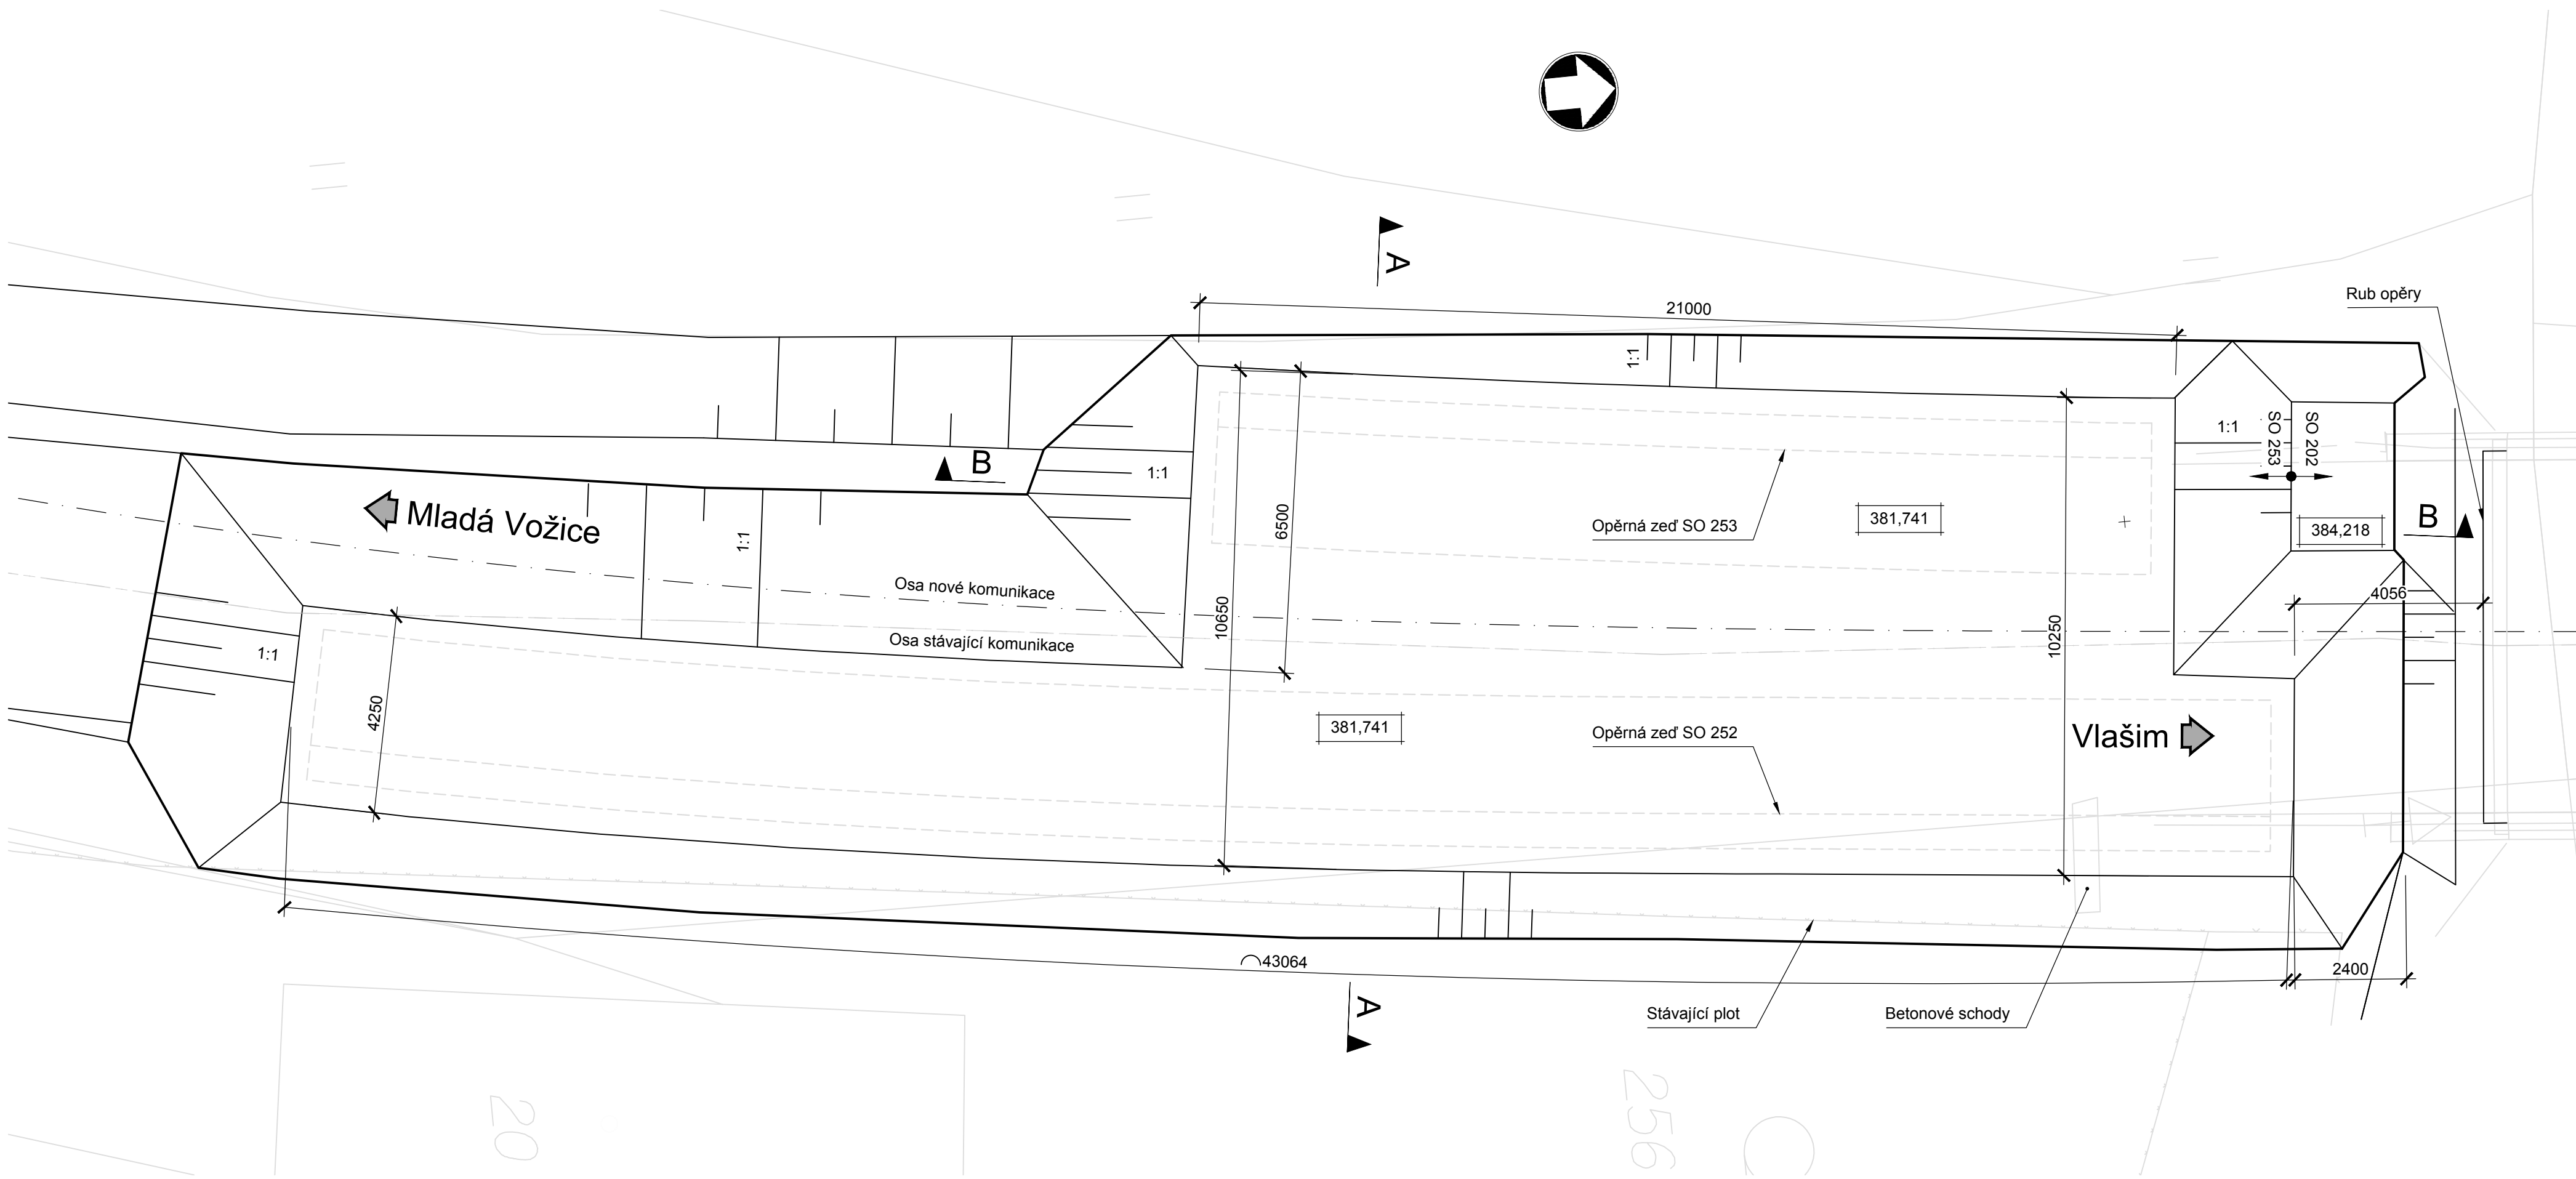 A
21000
Rub opěry
1:1
SO 253
SO 202
1:1
B
1:1
Mladá Vožice
1:1
6500
Opěrná zeď SO 253
381,741
384,218
B
Osa nové komunikace
4056
Osa stávající komunikace
10650
10250
1:1
4250
381,741
Opěrná zeď SO 252
Vlašim
43064
2400
A
Stávající plot
Betonové schody
20
256